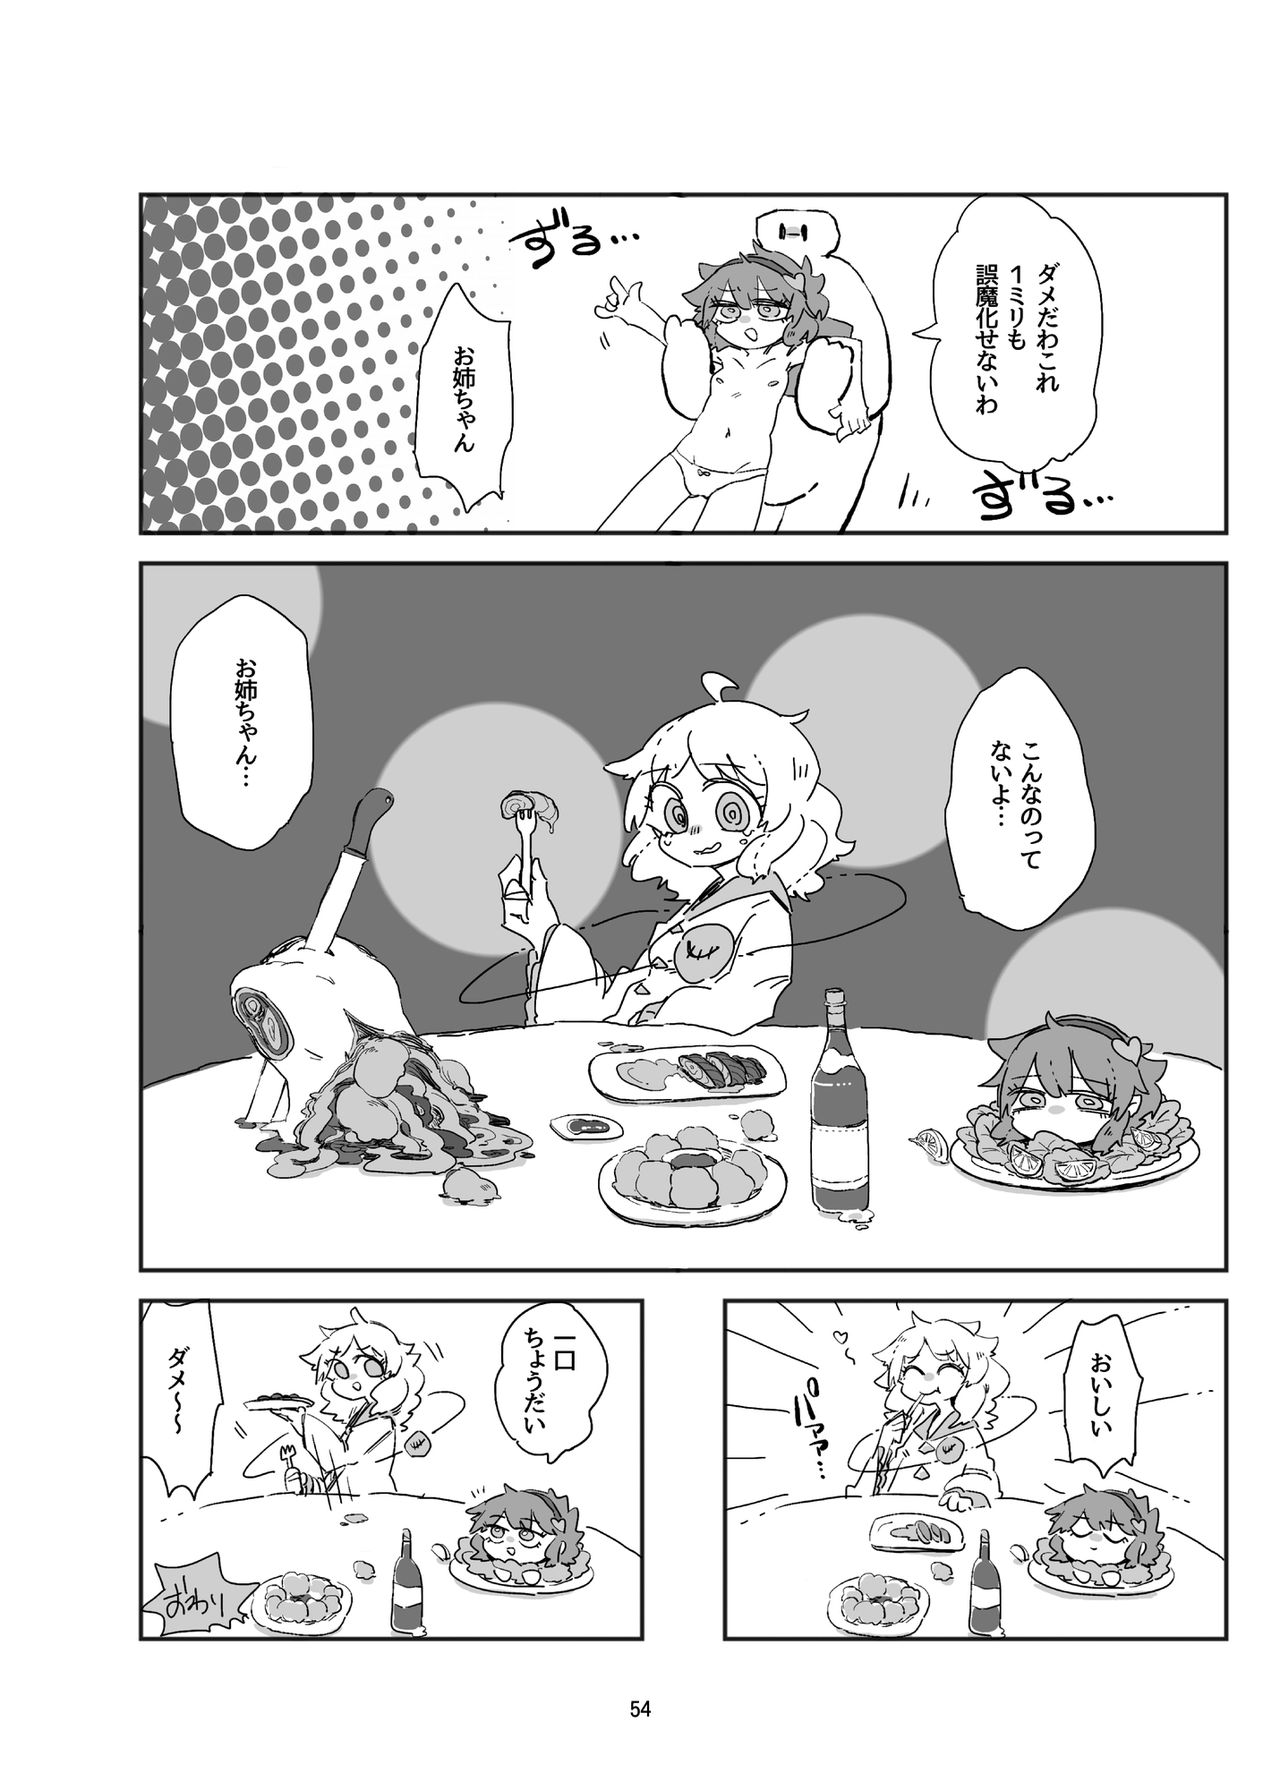 ダメだわこれ
1ミリも
誤魔化せないわ
ずる…
ずる…
お姉ちゃん
こんなのって
ないよ…
お姉ちゃん…
おいしい
パァァァ…
一口
ちょうだい
ダメ〜〜
おわり
54